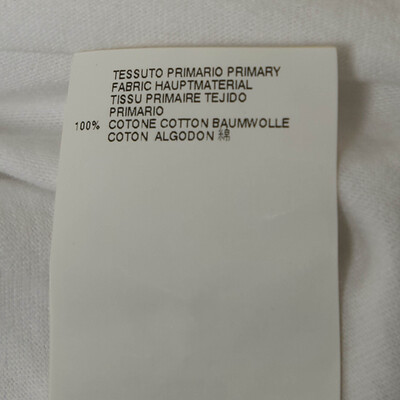 TESSUTO PRIMARIO PRIMARY
FABRIC HAUPTMATERIAL
TISSU PRIMAIRE TEJIDO
PRIMARIO
100% COTONE COTTON BAUMWOLLE
COTON ALGODON 綿